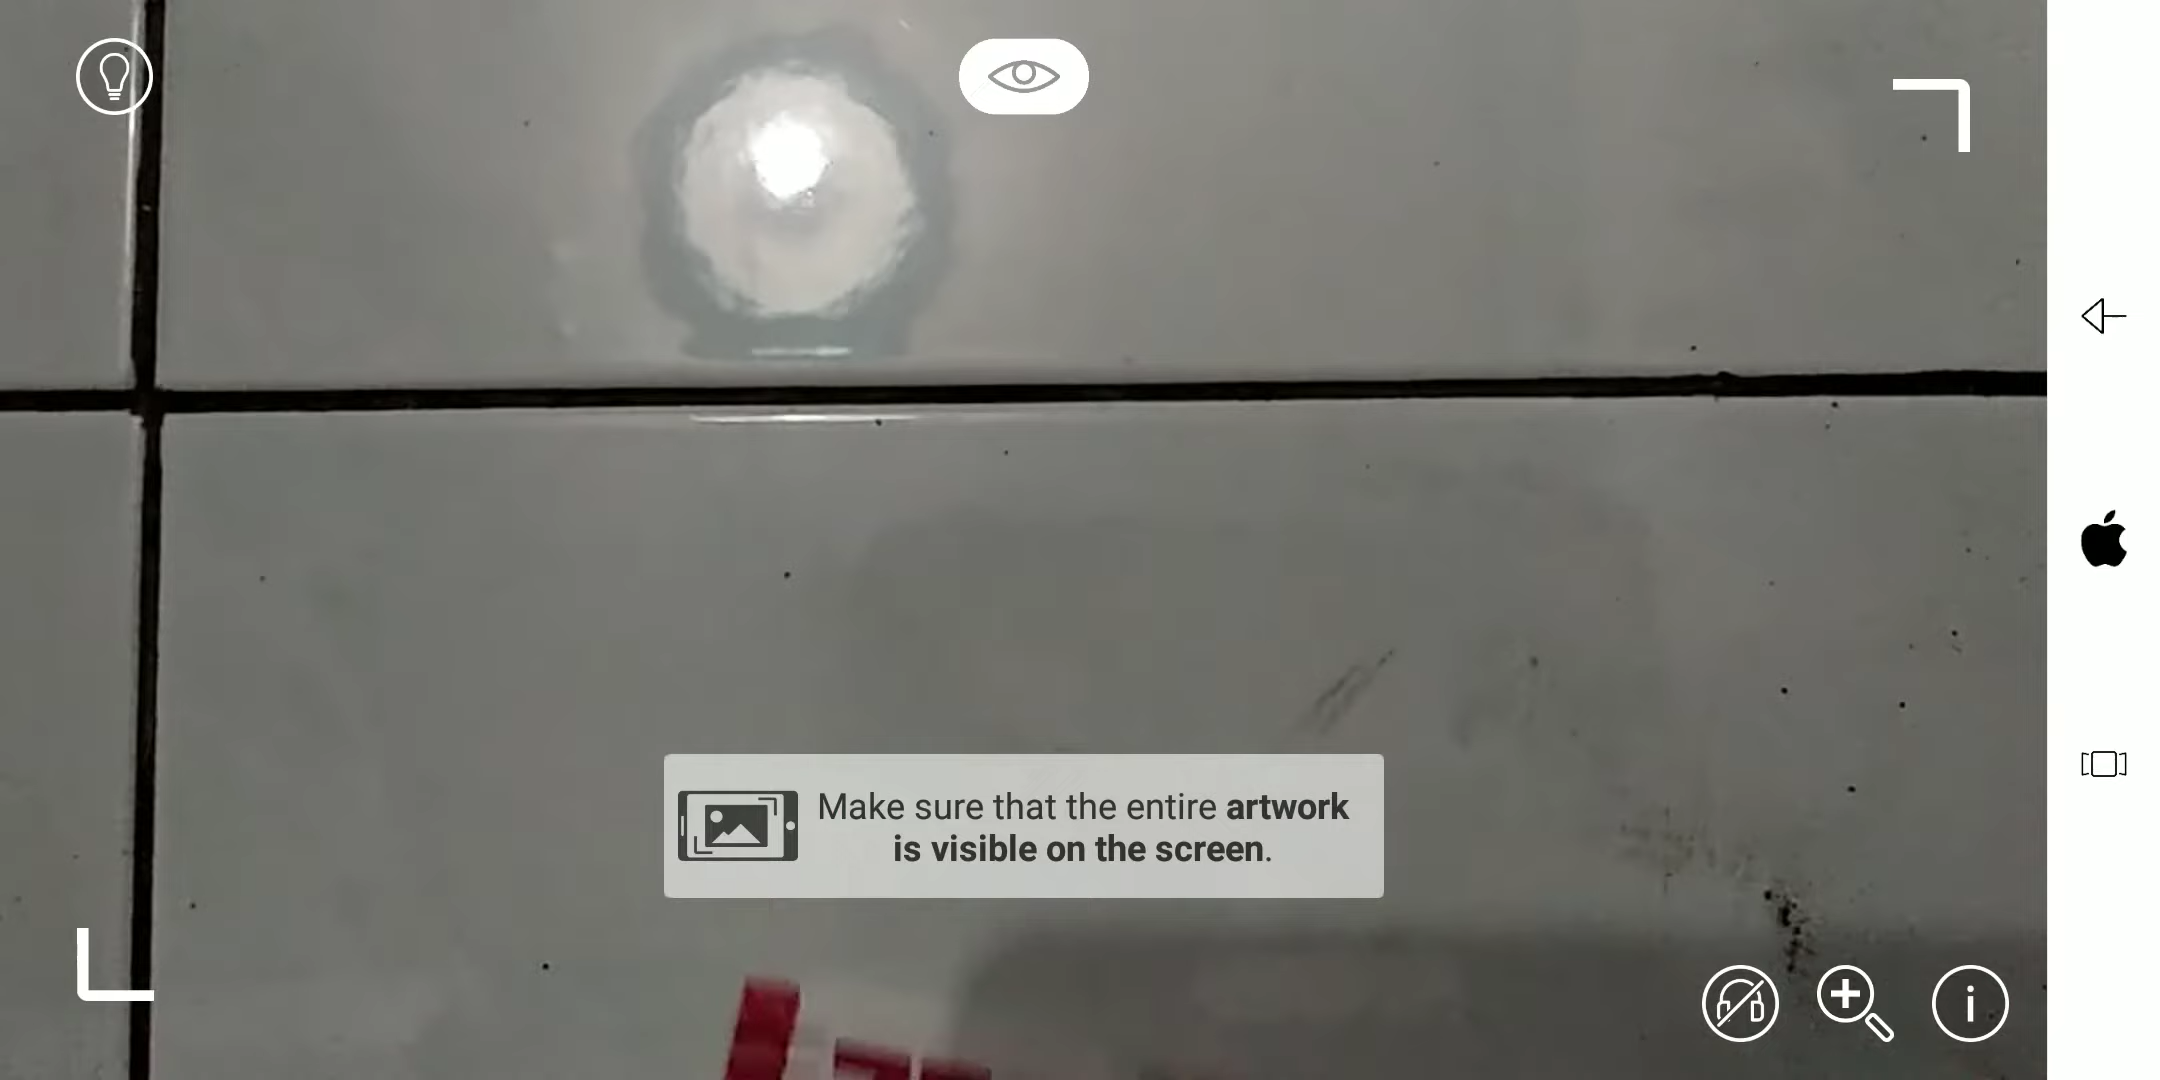 Make sure that the entire artwork
is visible on the screen.